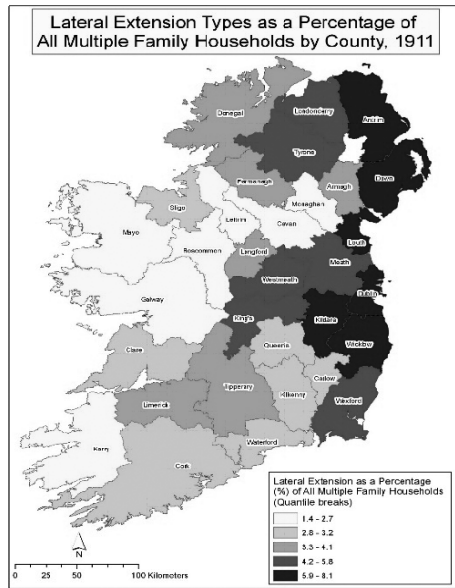 Lateral Extension Types as a Percentage of
All Multiple Family Households by County, 1911
Donegal
Londonderry
Antrim
Tyrone
Down
Fermanagh
Armagh
Monaghan
Sligo
Leitrim
Cavan
Mayo
Louth
Roscommon
Longford
Meath
Westmeath
Dublin
Galway
King's
Kildare
Wicklow
Queens
Clare
Carlow
Tipperary
Kilkenny
Limerick
Wexford
Waterford
Kerry
Cork
Lateral Extension as a Percentage
(%) of All Multiple Family Households
(Quantile breaks)
1.4 - 2.7
2.8 - 3.2
3.3 - 4.1
4.2 - 5.8
5.9 - 8.1
N
0 25 50 100 Kilometers